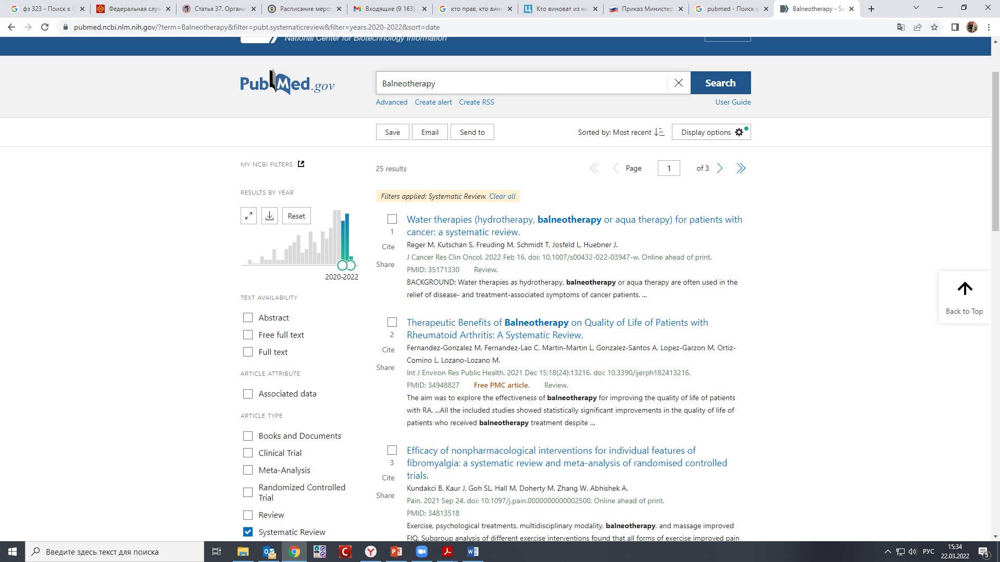 фз 323 - Поиск в G
Федеральная служ
Статья 37. Органи
Расписание меро
Входящие (9 163)
кто прав, кто вино
Кто виноват из ни
Приказ Министер
pubmed - Поиск в
Balneotherapy - Se
pubmed.ncbi.nlm.nih.gov/?term=Balneotherapy&filter=pubt.systematicreview&filter=years.2020-2022&sort=date
National Center for Biotechnology Information
PubMed.gov
Balneotherapy
Search
Advanced Create alert Create RSS
User Guide
Save
Email
Send to
Sorted by: Most recent
Display options
MY NCBI FILTERS
25 results
Page 1 of 3
RESULTS BY YEAR
Reset
2020-2022
TEXT AVAILABILITY
Abstract
Free full text
Full text
ARTICLE ATTRIBUTE
Associated data
ARTICLE TYPE
Books and Documents
Clinical Trial
Meta-Analysis
Randomized Controlled
Trial
Review
Systematic Review
Filters applied: Systematic Review. Clear all
1
Cite
Share
Water therapies (hydrotherapy, balneotherapy or aqua therapy) for patients with
cancer: a systematic review.
Reger M, Kutschan S, Freuding M, Schmidt T, Josfeld L, Huebner J.
J Cancer Res Clin Oncol. 2022 Feb 16. doi: 10.1007/s00432-022-03947-w. Online ahead of print.
PMID: 35171330 Review.
BACKGROUND: Water therapies as hydrotherapy, balneotherapy or aqua therapy are often used in the
relief of disease- and treatment-associated symptoms of cancer patients. ...
2
Cite
Share
Therapeutic Benefits of Balneotherapy on Quality of Life of Patients with
Rheumatoid Arthritis: A Systematic Review.
Fernandez-Gonzalez M, Fernandez-Lao C, Martin-Martin L, Gonzalez-Santos A, Lopez-Garzon M, Ortiz-
Comino L, Lozano-Lozano M.
Int J Environ Res Public Health. 2021 Dec 15;18(24):13216. doi: 10.3390/ijerph182413216.
PMID: 34948827 Free PMC article. Review.
The aim was to explore the effectiveness of balneotherapy for improving the quality of life of patients
with RA. ...All the included studies showed statistically significant improvements in the quality of life of
patients who received balneotherapy treatment despite ...
3
Cite
Share
Efficacy of nonpharmacological interventions for individual features of
fibromyalgia: a systematic review and meta-analysis of randomised controlled
trials.
Kundakci B, Kaur J, Goh SL, Hall M, Doherty M, Zhang W, Abhishek A.
Pain. 2021 Sep 24. doi: 10.1097/j.pain.0000000000002500. Online ahead of print.
PMID: 34813518
Exercise, psychological treatments, multidisciplinary modality, balneotherapy, and massage improved
FIQ. Subgroup analysis of different exercise interventions found that all forms of exercise improved pain
Back to Top
Введите здесь текст для поиска
РУС
15:34
22.03.2022
5